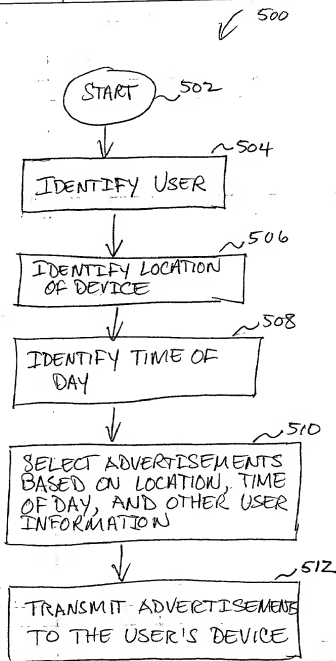 500
START
502
504
IDENTIFY USER
506
IDENTIFY LOCATION
OF DEVICE
508
IDENTIFY TIME OF
DAY
510
SELECT ADVERTISEMENTS
BASED ON LOCATION, TIME
OF DAY, AND OTHER USER
INFORMATION
512
TRANSMIT ADVERTISEMENT
TO THE USER'S DEVICE